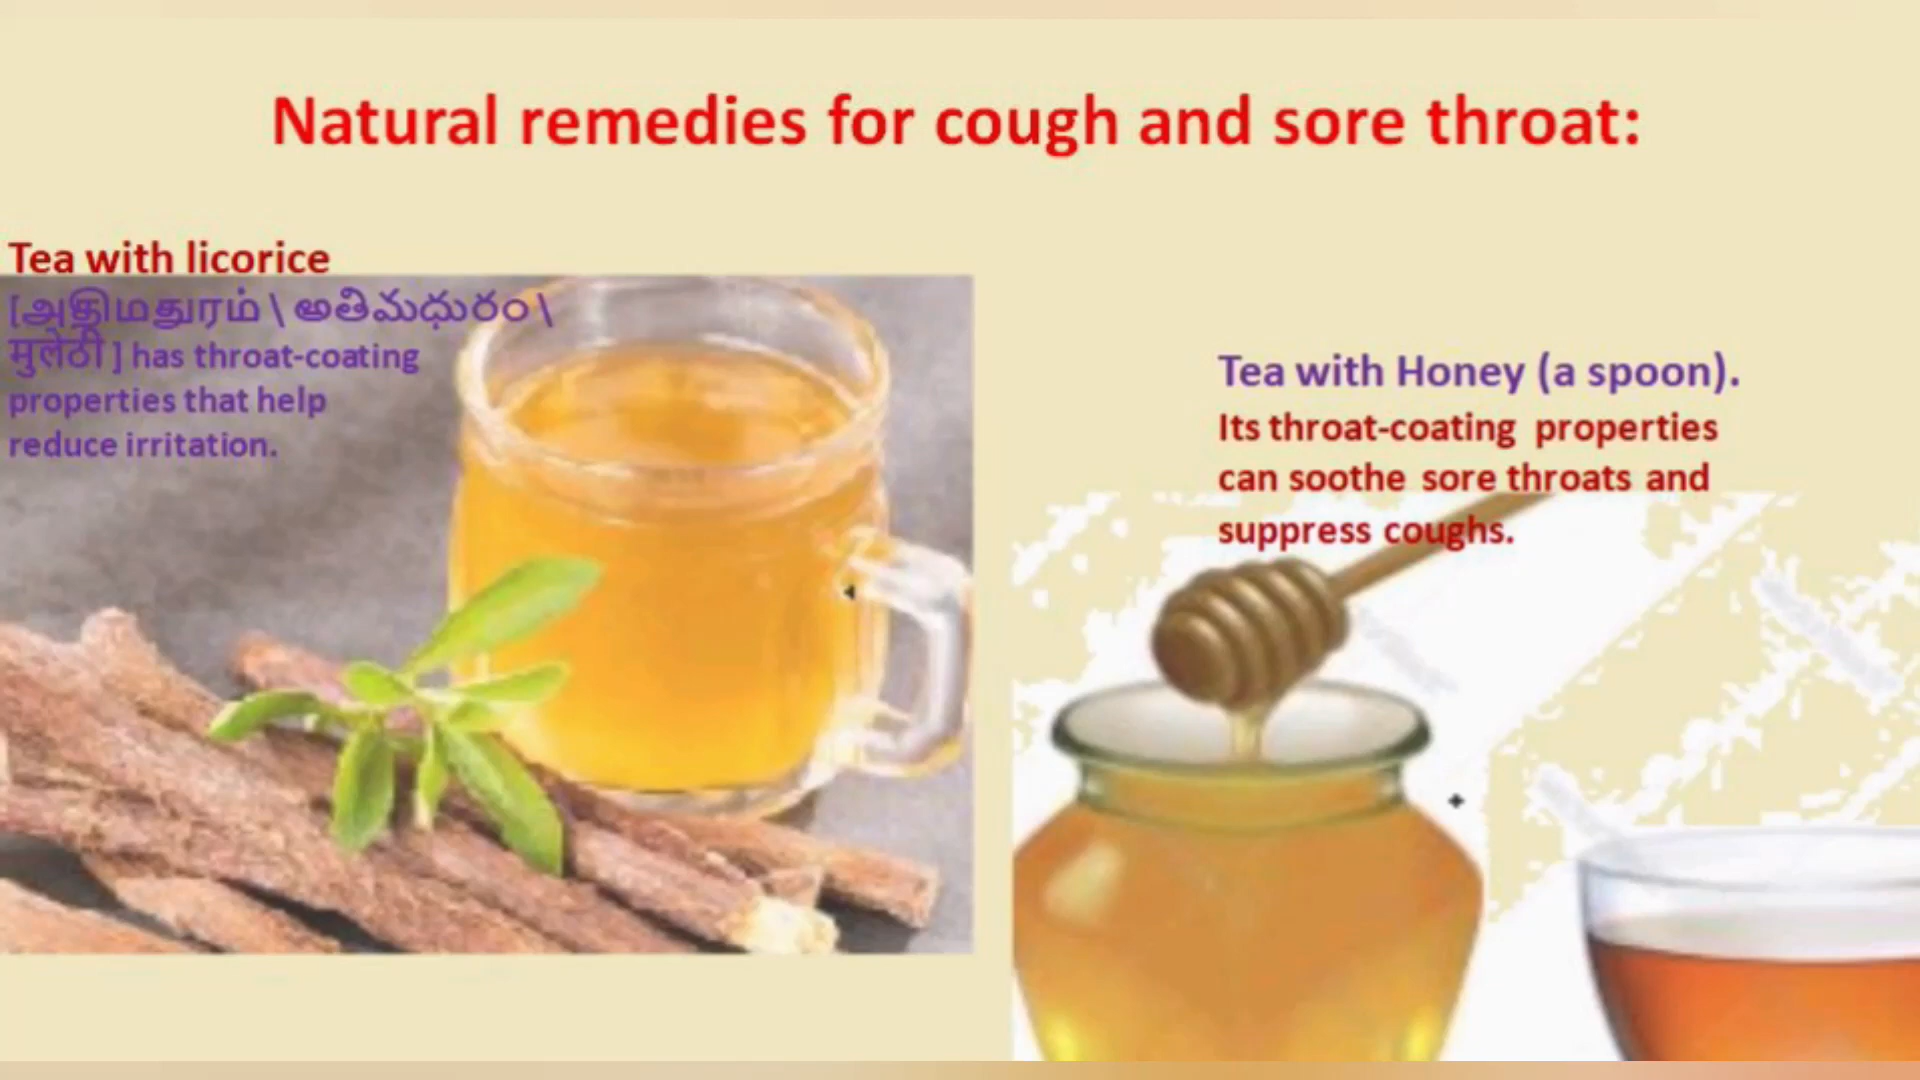 Natural remedies for cough and sore throat:
Tea with licorice
[அதிமதுரம் \ అతిమధురం \
मुलेठी ] has throat-coating
properties that help
reduce irritation.
Tea with Honey (a spoon).
Its throat-coating properties
can soothe sore throats and
suppress coughs.